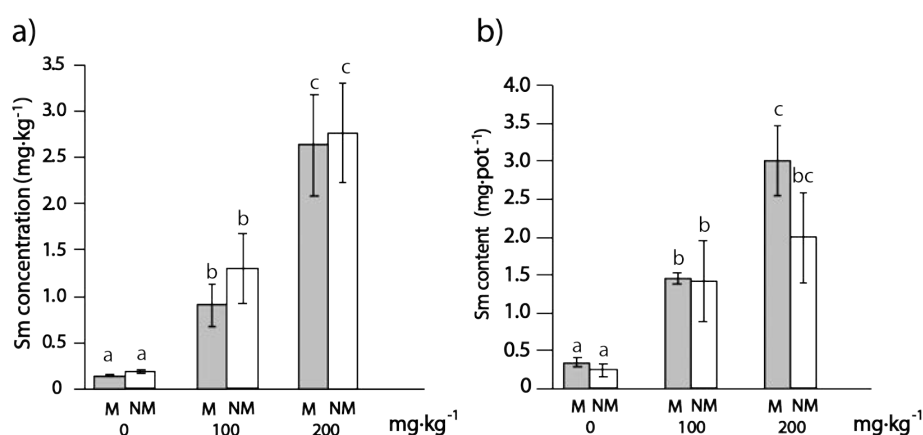 a)
Sm concentration (mg·kg⁻¹)
3.5
3.0
2.5
2.0
1.5
1.0
0.5
0
a
a
b
b
c
c
M NM M NM M NM
0 100 200 mg·kg⁻¹
b)
Sm content (mg·pot⁻¹)
4.0
3.5
3.0
2.5
2.0
1.5
1.0
0.5
0
a
a
b
b
c
bc
M NM M NM M NM
0 100 200 mg·kg⁻¹